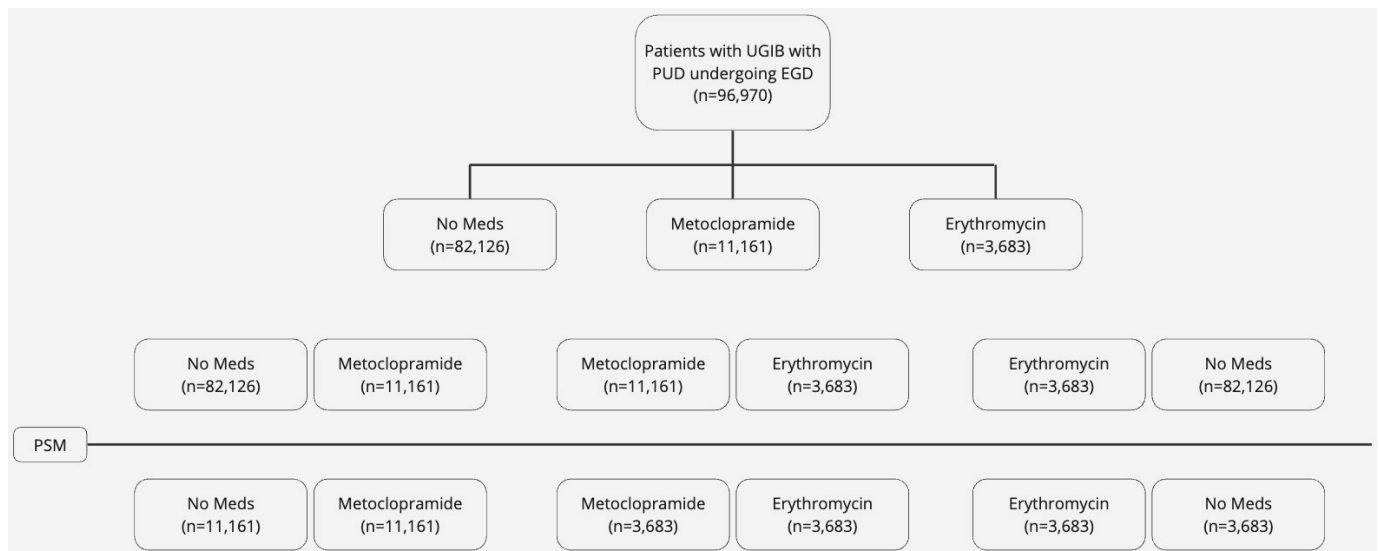 Patients with UGIB with
PUD undergoing EGD
(n=96,970)
No Meds
(n=82,126)
Metoclopramide
(n=11,161)
Erythromycin
(n=3,683)
No Meds
(n=82,126)
Metoclopramide
(n=11,161)
Metoclopramide
(n=11,161)
Erythromycin
(n=3,683)
Erythromycin
(n=3,683)
No Meds
(n=82,126)
PSM
No Meds
(n=11,161)
Metoclopramide
(n=11,161)
Metoclopramide
(n=3,683)
Erythromycin
(n=3,683)
Erythromycin
(n=3,683)
No Meds
(n=3,683)